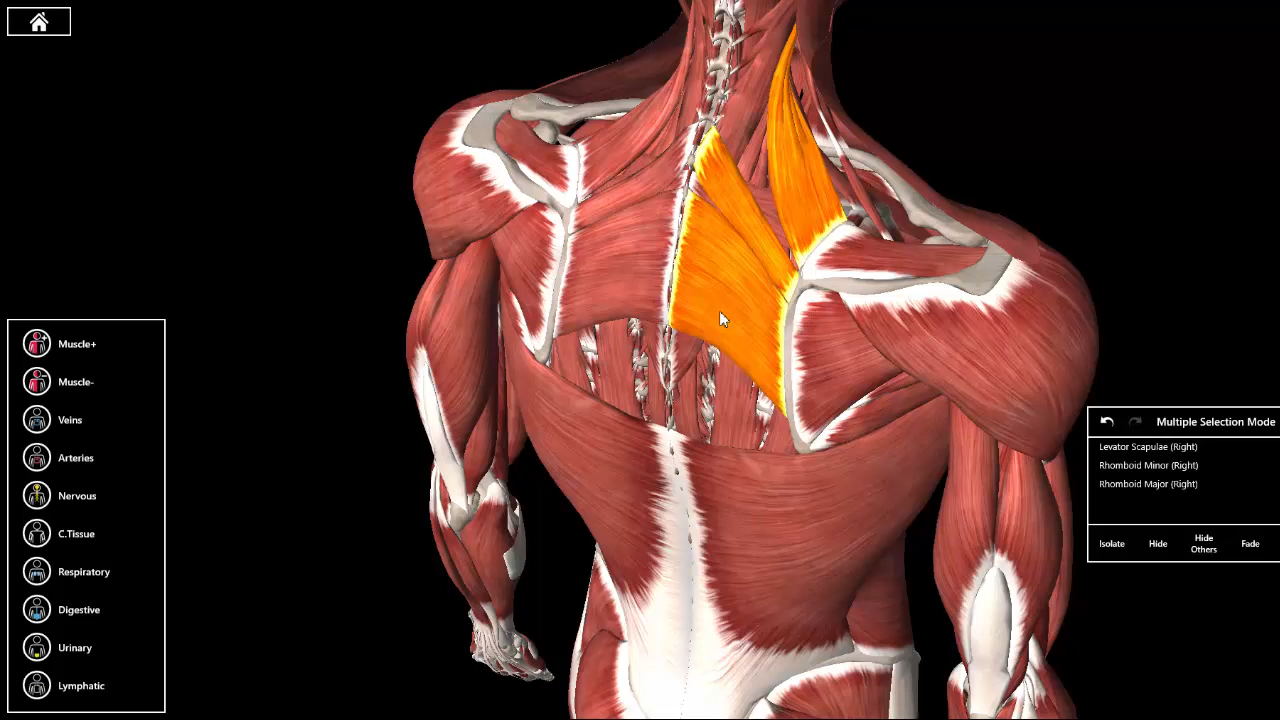 Muscle+
Muscle-
Veins
Arteries
Nervous
C.Tissue
Respiratory
Digestive
Urinary
Lymphatic
Multiple Selection Mode
Levator Scapulae (Right)
Rhomboid Minor (Right)
Rhomboid Major (Right)
Isolate
Hide
Hide
Others
Fade